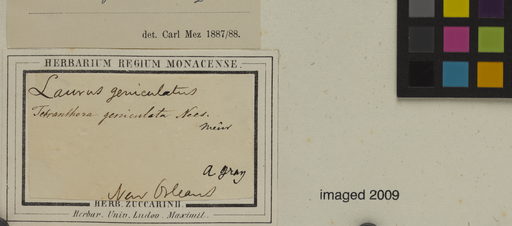 det. Carl Mez 1887/88.
HERBARIUM REGIUM MONACENSE.
Laurus geniculatus
Tetranthera geniculata Nees.
A gray
New Orleans
HERB. ZUCCARINII.
Herbar. Univ. Ludov. Maximil.
imaged 2009